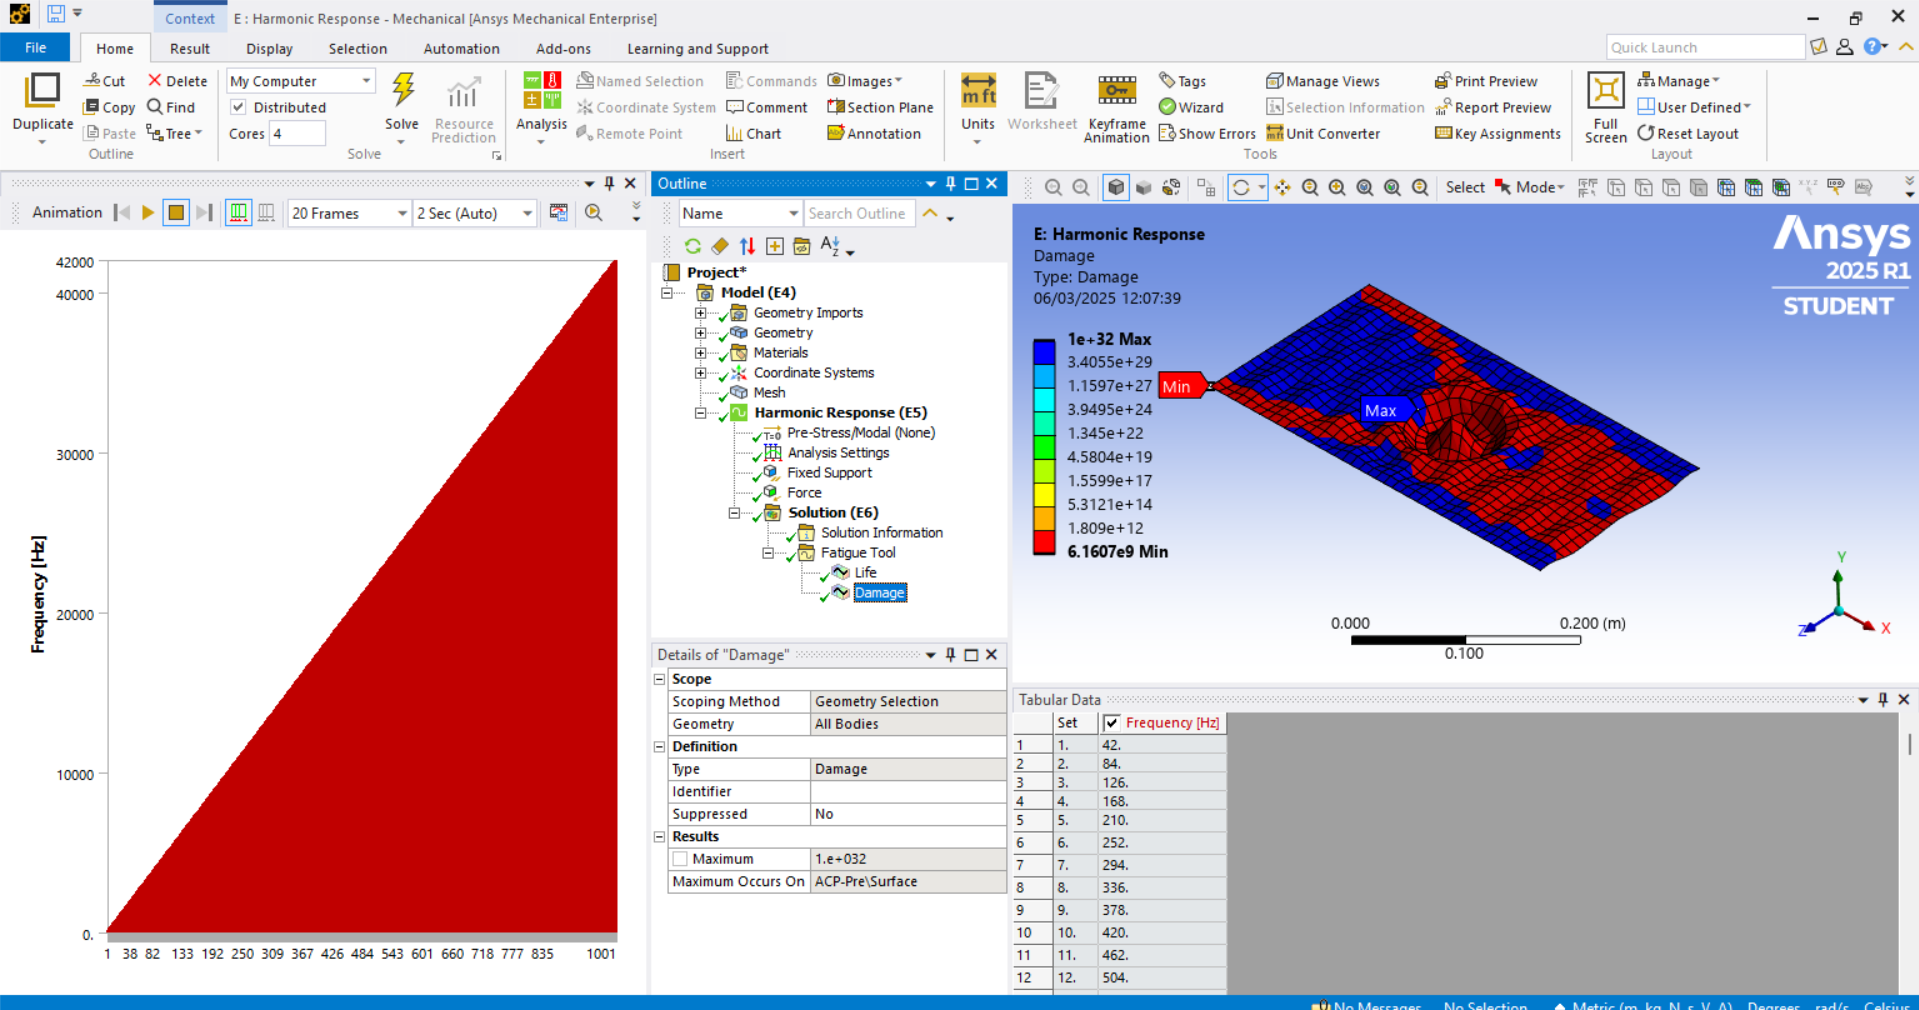 Context
E : Harmonic Response - Mechanical [Ansys Mechanical Enterprise]
File
Home
Result
Display
Selection
Automation
Add-ons
Learning and Support
Quick Launch
Duplicate
Cut
Delete
Copy
Find
Paste
Tree
Outline
My Computer
Distributed
Cores 4
Solve
Resource
Prediction
Solve
Analysis
Named Selection
Commands
Images
Coordinate System
Comment
Section Plane
Remote Point
Chart
Annotation
Insert
Units
Worksheet
Keyframe
Animation
Tags
Wizard
Show Errors
Manage Views
Selection Information
Unit Converter
Print Preview
Report Preview
Key Assignments
Tools
Full
Screen
Manage
User Defined
Reset Layout
Layout
Animation
20 Frames
2 Sec (Auto)
42000
40000
30000
20000
10000
0.
Frequency [Hz]
1 38 82 133 192 250 309 367 426 484 543 601 660 718 777 835 1001
Outline
Name
Search Outline
Project*
Model (E4)
Geometry Imports
Geometry
Materials
Coordinate Systems
Mesh
Harmonic Response (E5)
Pre-Stress/Modal (None)
Analysis Settings
Fixed Support
Force
Solution (E6)
Solution Information
Fatigue Tool
Life
Damage
Details of "Damage"
Scope
Scoping Method Geometry Selection
Geometry All Bodies
Definition
Type Damage
Identifier
Suppressed No
Results
Maximum 1.e+032
Maximum Occurs On ACP-Pre\Surface
Select
Mode
E: Harmonic Response
Damage
Type: Damage
06/03/2025 12:07:39
1e+32 Max
3.4055e+29
1.1597e+27
3.9495e+24
1.345e+22
4.5804e+19
1.5599e+17
5.3121e+14
1.809e+12
6.1607e9 Min
Min
Max
Ansys
2025 R1
STUDENT
0.000
0.200 (m)
0.100
Y
Z
X
Tabular Data
Set Frequency [Hz]
1 1. 42.
2 2. 84.
3 3. 126.
4 4. 168.
5 5. 210.
6 6. 252.
7 7. 294.
8 8. 336.
9 9. 378.
10 10. 420.
11 11. 462.
12 12. 504.
No Messages
No Selection
Metric (m, kg, N, s, V, A)
Degrees
rad/s
Celsius